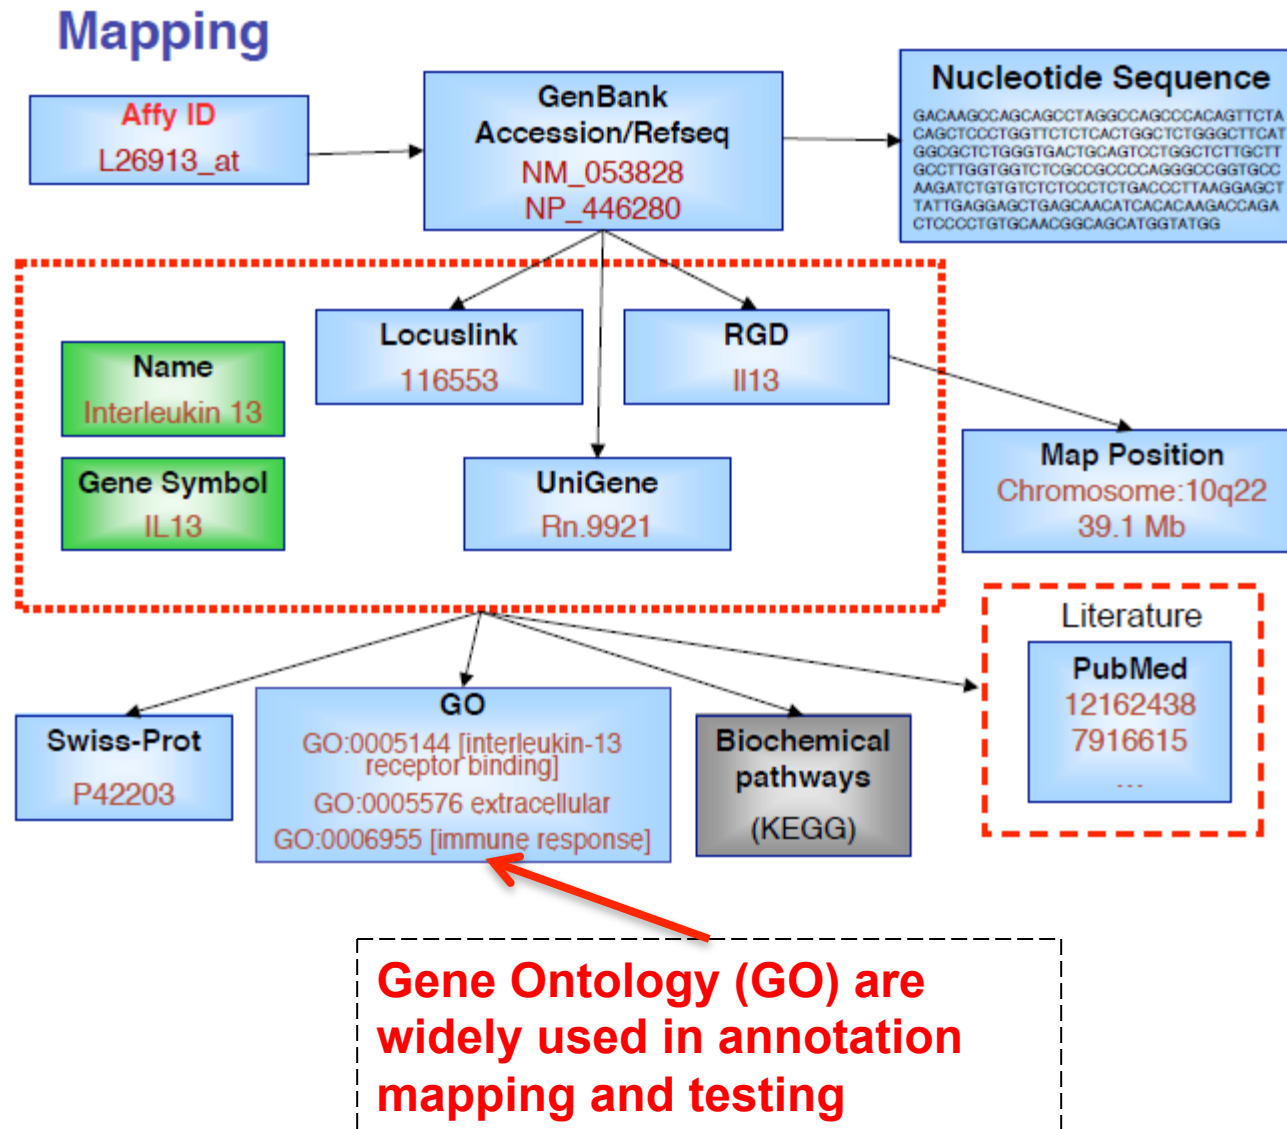 Mapping
Affy ID
L26913_at
GenBank
Accession/Refseq
NM_053828
NP_446280
Nucleotide Sequence
GACAAGCCAGCAGCCTAGGCCAGCCCACAGTTCTA
CAGCTCCCTGGTTCTCTCACTGGCTCTGGGCTTCAT
GGCGCTCTGGGTGACTGCAGTCCTGGCTCTTGCTT
GCCTTGGTGGTCTCGCCGCCCCAGGGCCGGTGCC
AAGATCTGTGTCTCTCCCTCTGACCCTTAAGGAGCT
TATTGAGGAGCTGAGCAACATCACACAAGACCAGA
CTCCCCTGTGCAACGGCAGCATGGTATGG
Name
Interleukin 13
Gene Symbol
IL13
Locuslink
116553
RGD
Il13
UniGene
Rn.9921
Map Position
Chromosome:10q22
39.1 Mb
Swiss-Prot
P42203
GO
GO:0005144 [interleukin-13
receptor binding]
GO:0005576 extracellular
GO:0006955 [immune response]
Biochemical
pathways
(KEGG)
Literature
PubMed
12162438
7916615
...
Gene Ontology (GO) are
widely used in annotation
mapping and testing